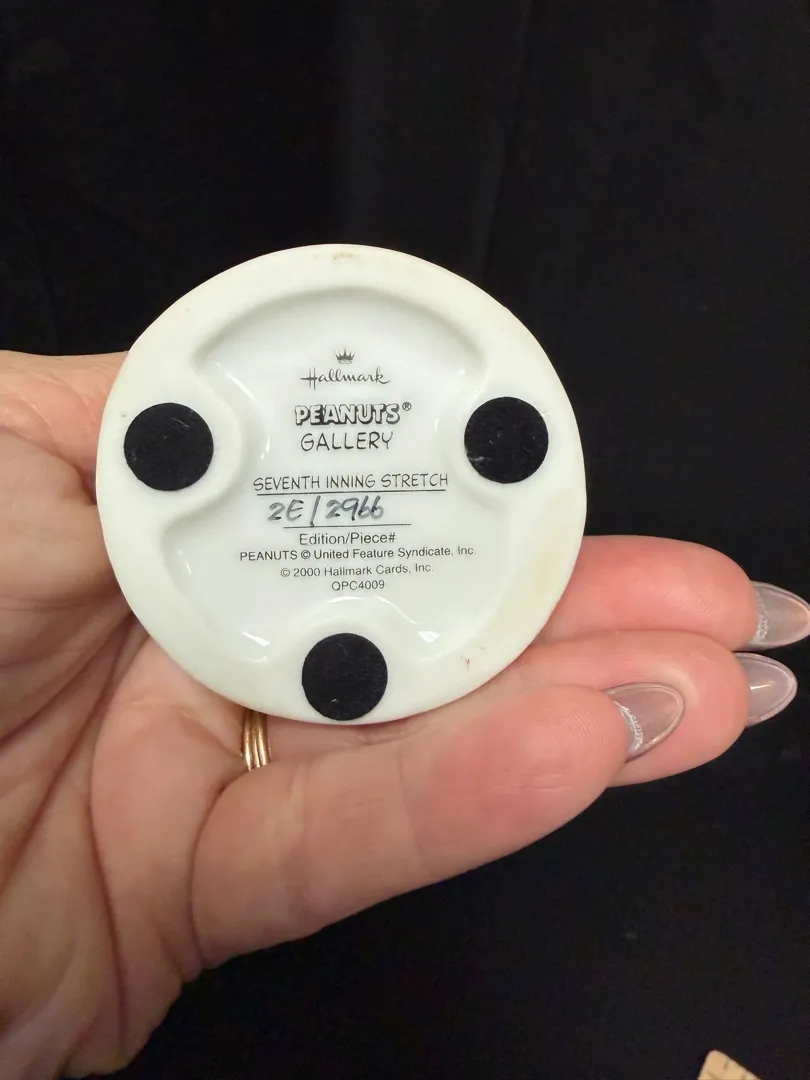 Hallmark
PEANUTS®
GALLERY
SEVENTH INNING STRETCH
2E/2966
Edition/Piece#
PEANUTS © United Feature Syndicate, Inc.
© 2000 Hallmark Cards, Inc.
QPC4009